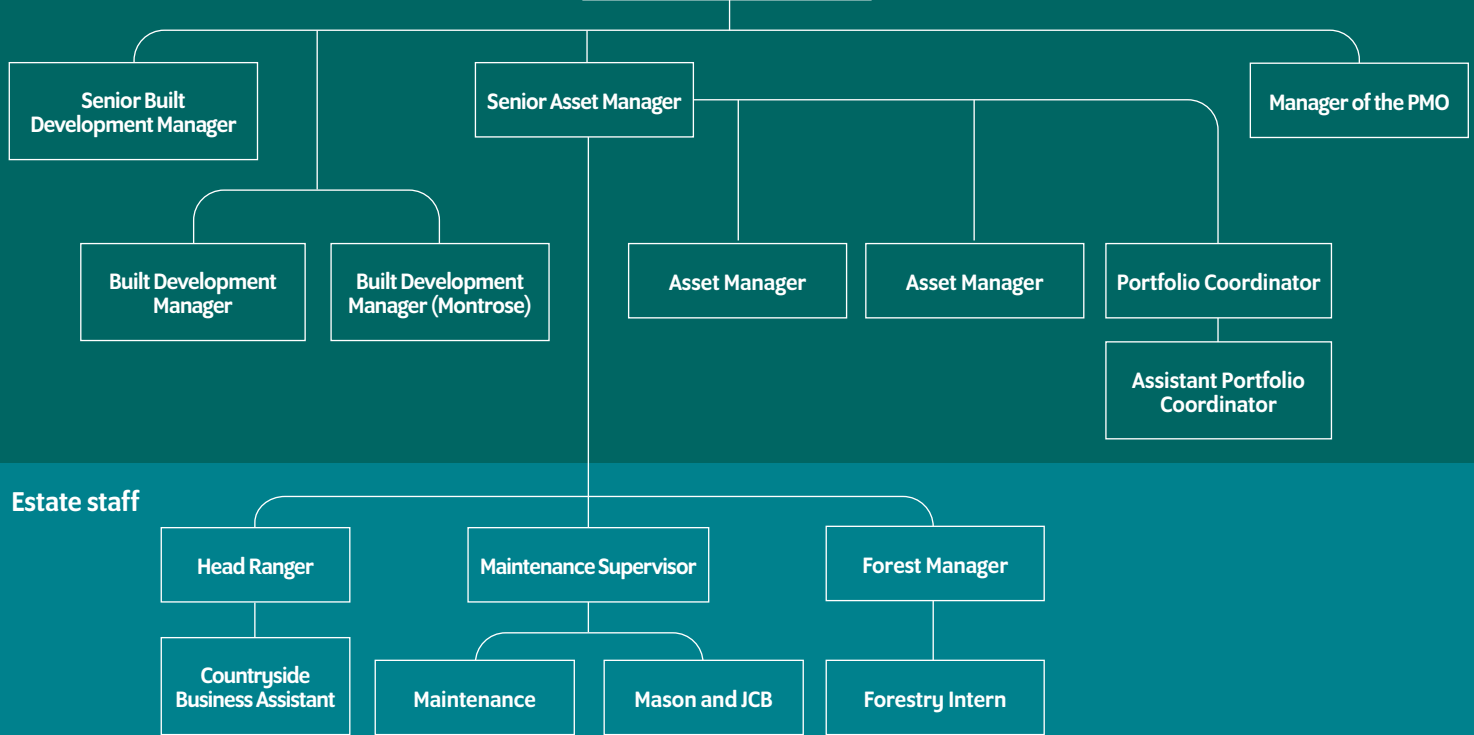 Senior Built
Development Manager
Senior Asset Manager
Manager of the PMO
Built Development
Manager
Built Development
Manager (Montrose)
Asset Manager
Asset Manager
Portfolio Coordinator
Assistant Portfolio
Coordinator
Estate staff
Head Ranger
Maintenance Supervisor
Forest Manager
Countryside
Business Assistant
Maintenance
Mason and JCB
Forestry Intern